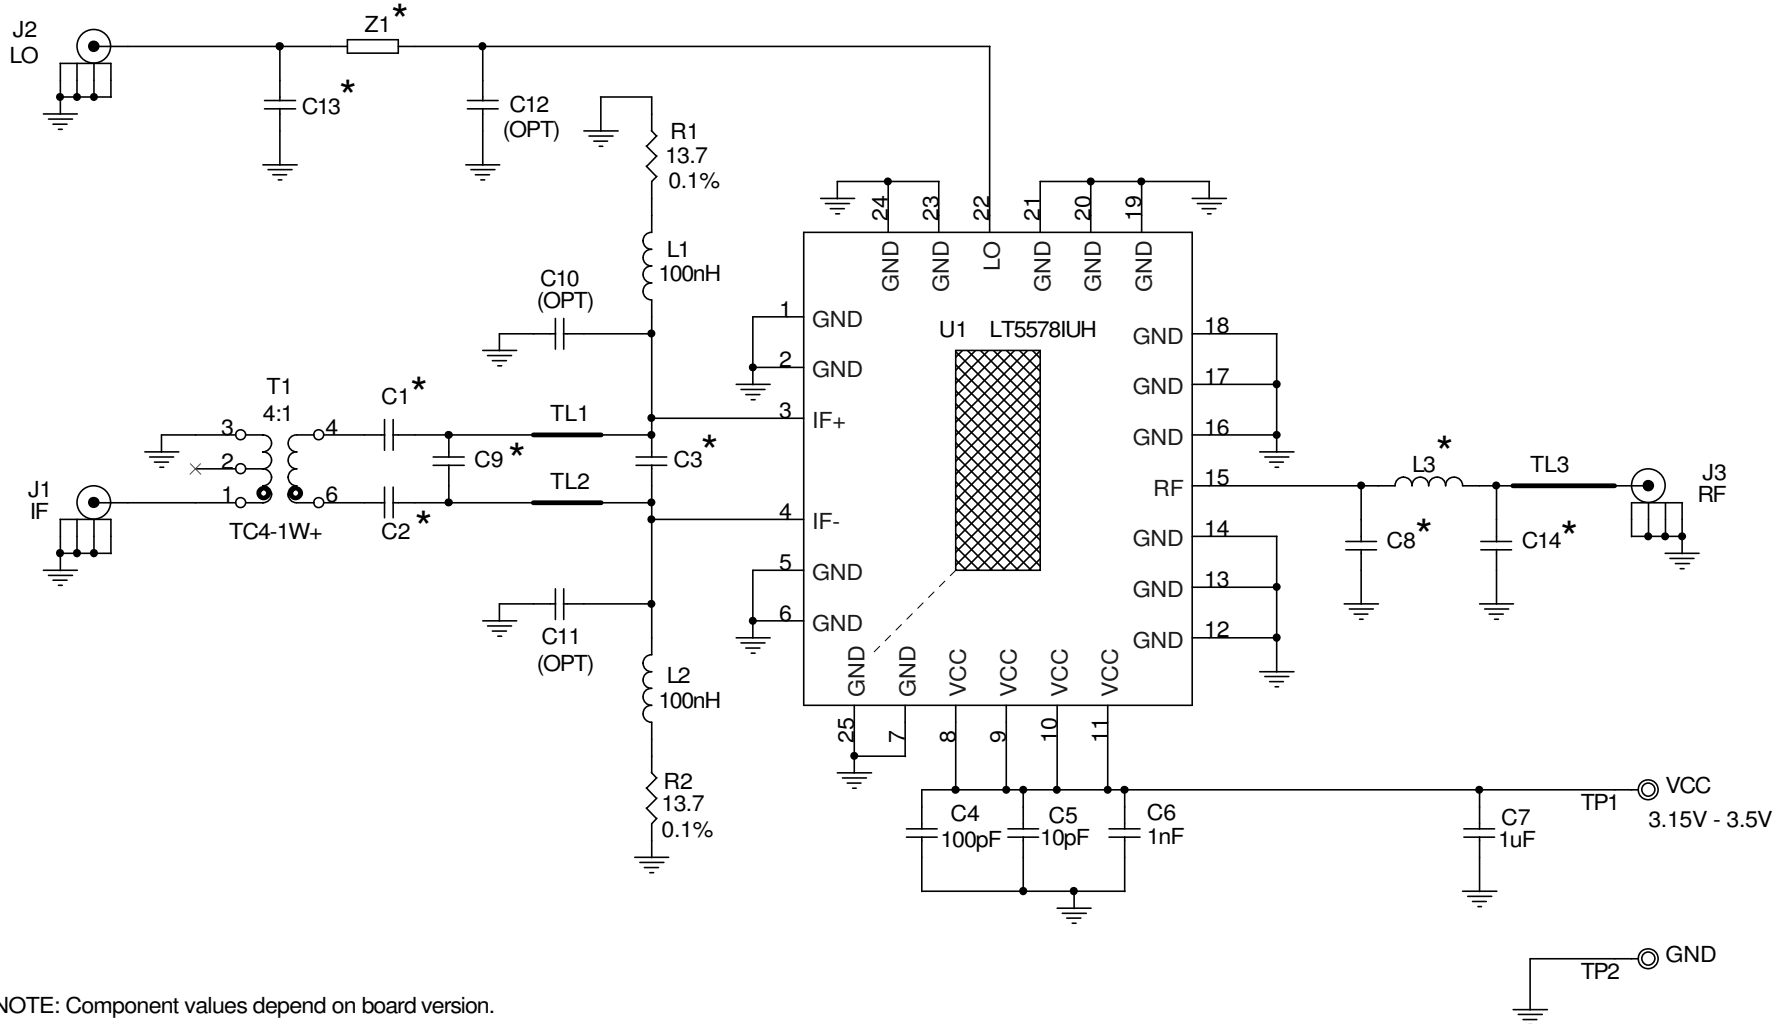 J2
LO
Z1*
C13*
C12
(OPT)
R1
13.7
0.1%
L1
100nH
C10
(OPT)
24
23
22
21
20
19
GND
GND
LO
GND
GND
GND
U1 LT5578IUH
1 GND
2 GND
3 IF+
4 IF-
5 GND
6 GND
GND 18
GND 17
GND 16
RF 15
GND 14
GND 13
GND 12
GND
GND
VCC
VCC
VCC
VCC
25
7
8
9
10
11
T1
4:1
3
2
1
4
6
TC4-1W+
J1
IF
C1*
C2*
C9*
TL1
TL2
C3*
C11
(OPT)
L2
100nH
R2
13.7
0.1%
L3*
TL3
J3
RF
C8*
C14*
C4
100pF
C5
10pF
C6
1nF
C7
1uF
TP1
VCC
3.15V - 3.5V
TP2
GND
NOTE: Component values depend on board version.